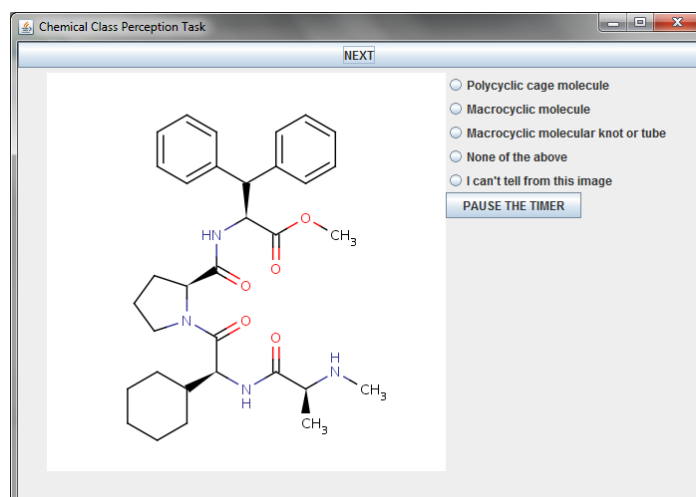 Chemical Class Perception Task
NEXT
Polycyclic cage molecule
Macrocyclic molecule
Macrocyclic molecular knot or tube
None of the above
I can't tell from this image
PAUSE THE TIMER
HN
O
CH3
O
O
N
O
O
H
N
CH3
N
H
CH3